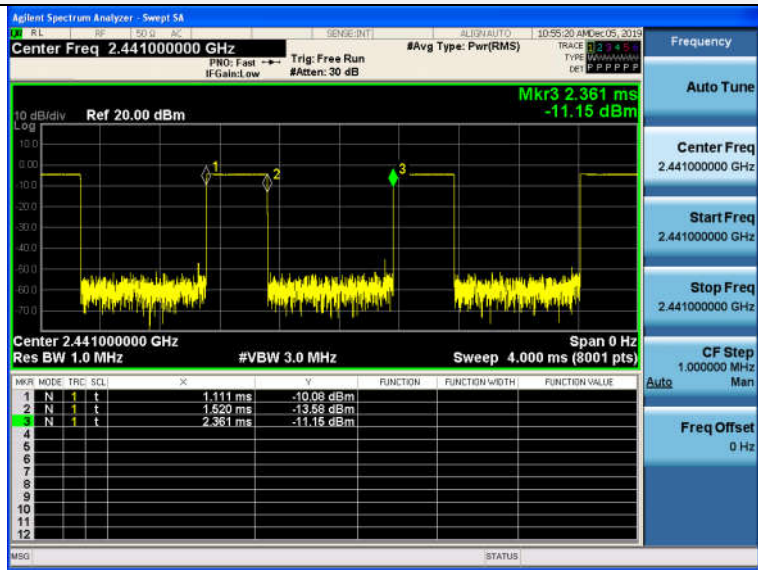 Agilent Spectrum Analyzer - Swept SA
RL RF 50 Ω AC SENSE:INT ALIGNAUTO 10:55:20 AM Dec 05, 2019
Center Freq 2.441000000 GHz #Avg Type: Pwr(RMS) TRACE 1 2 3 4 5 6
PNO: Fast Trig: Free Run TYPE
IFGain:Low #Atten: 30 dB DET P P P P P P
Mkr3 2.361 ms
10 dB/div Ref 20.00 dBm -11.15 dBm
Log
10.0
0.00
-10.0
-20.0
-30.0
-40.0
-50.0
-60.0
-70.0
1
2
3
Center 2.441000000 GHz Span 0 Hz
Res BW 1.0 MHz #VBW 3.0 MHz Sweep 4.000 ms (8001 pts)
MKR MODE TRC SCL X Y FUNCTION FUNCTION WIDTH FUNCTION VALUE
1 N 1 t 1.111 ms -10.08 dBm
2 N 1 t 1.520 ms -13.58 dBm
3 N 1 t 2.361 ms -11.15 dBm
4
5
6
7
8
9
10
11
12
MSG STATUS
Frequency
Auto Tune
Center Freq
2.441000000 GHz
Start Freq
2.441000000 GHz
Stop Freq
2.441000000 GHz
CF Step
1.000000 MHz
Auto Man
Freq Offset
0 Hz